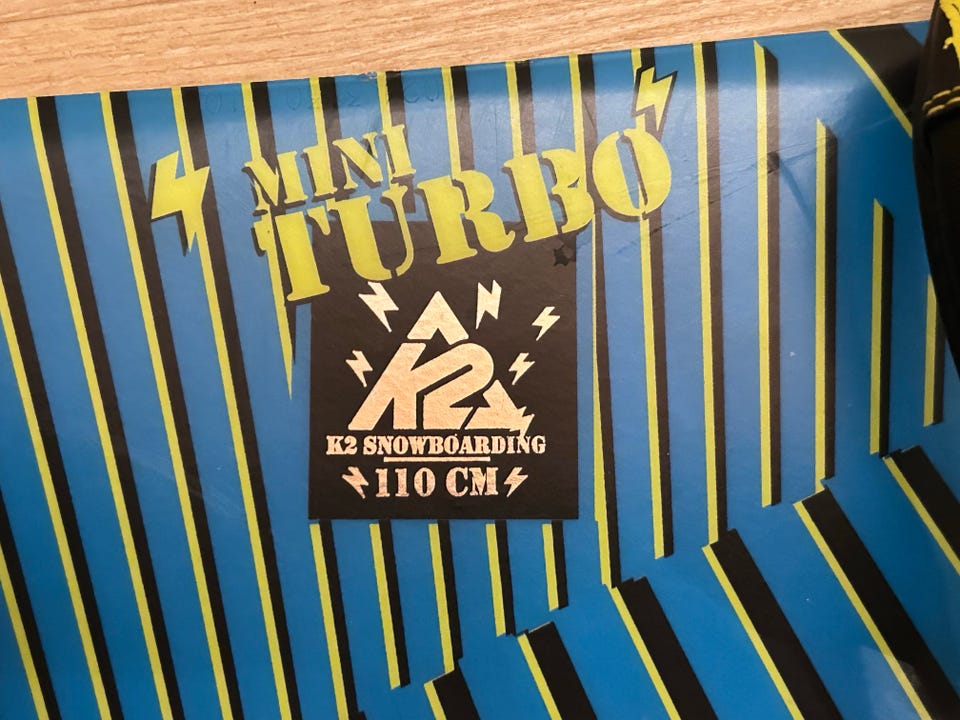 MINI
TURBO
K2
K2 SNOWBOARDING
110 CM